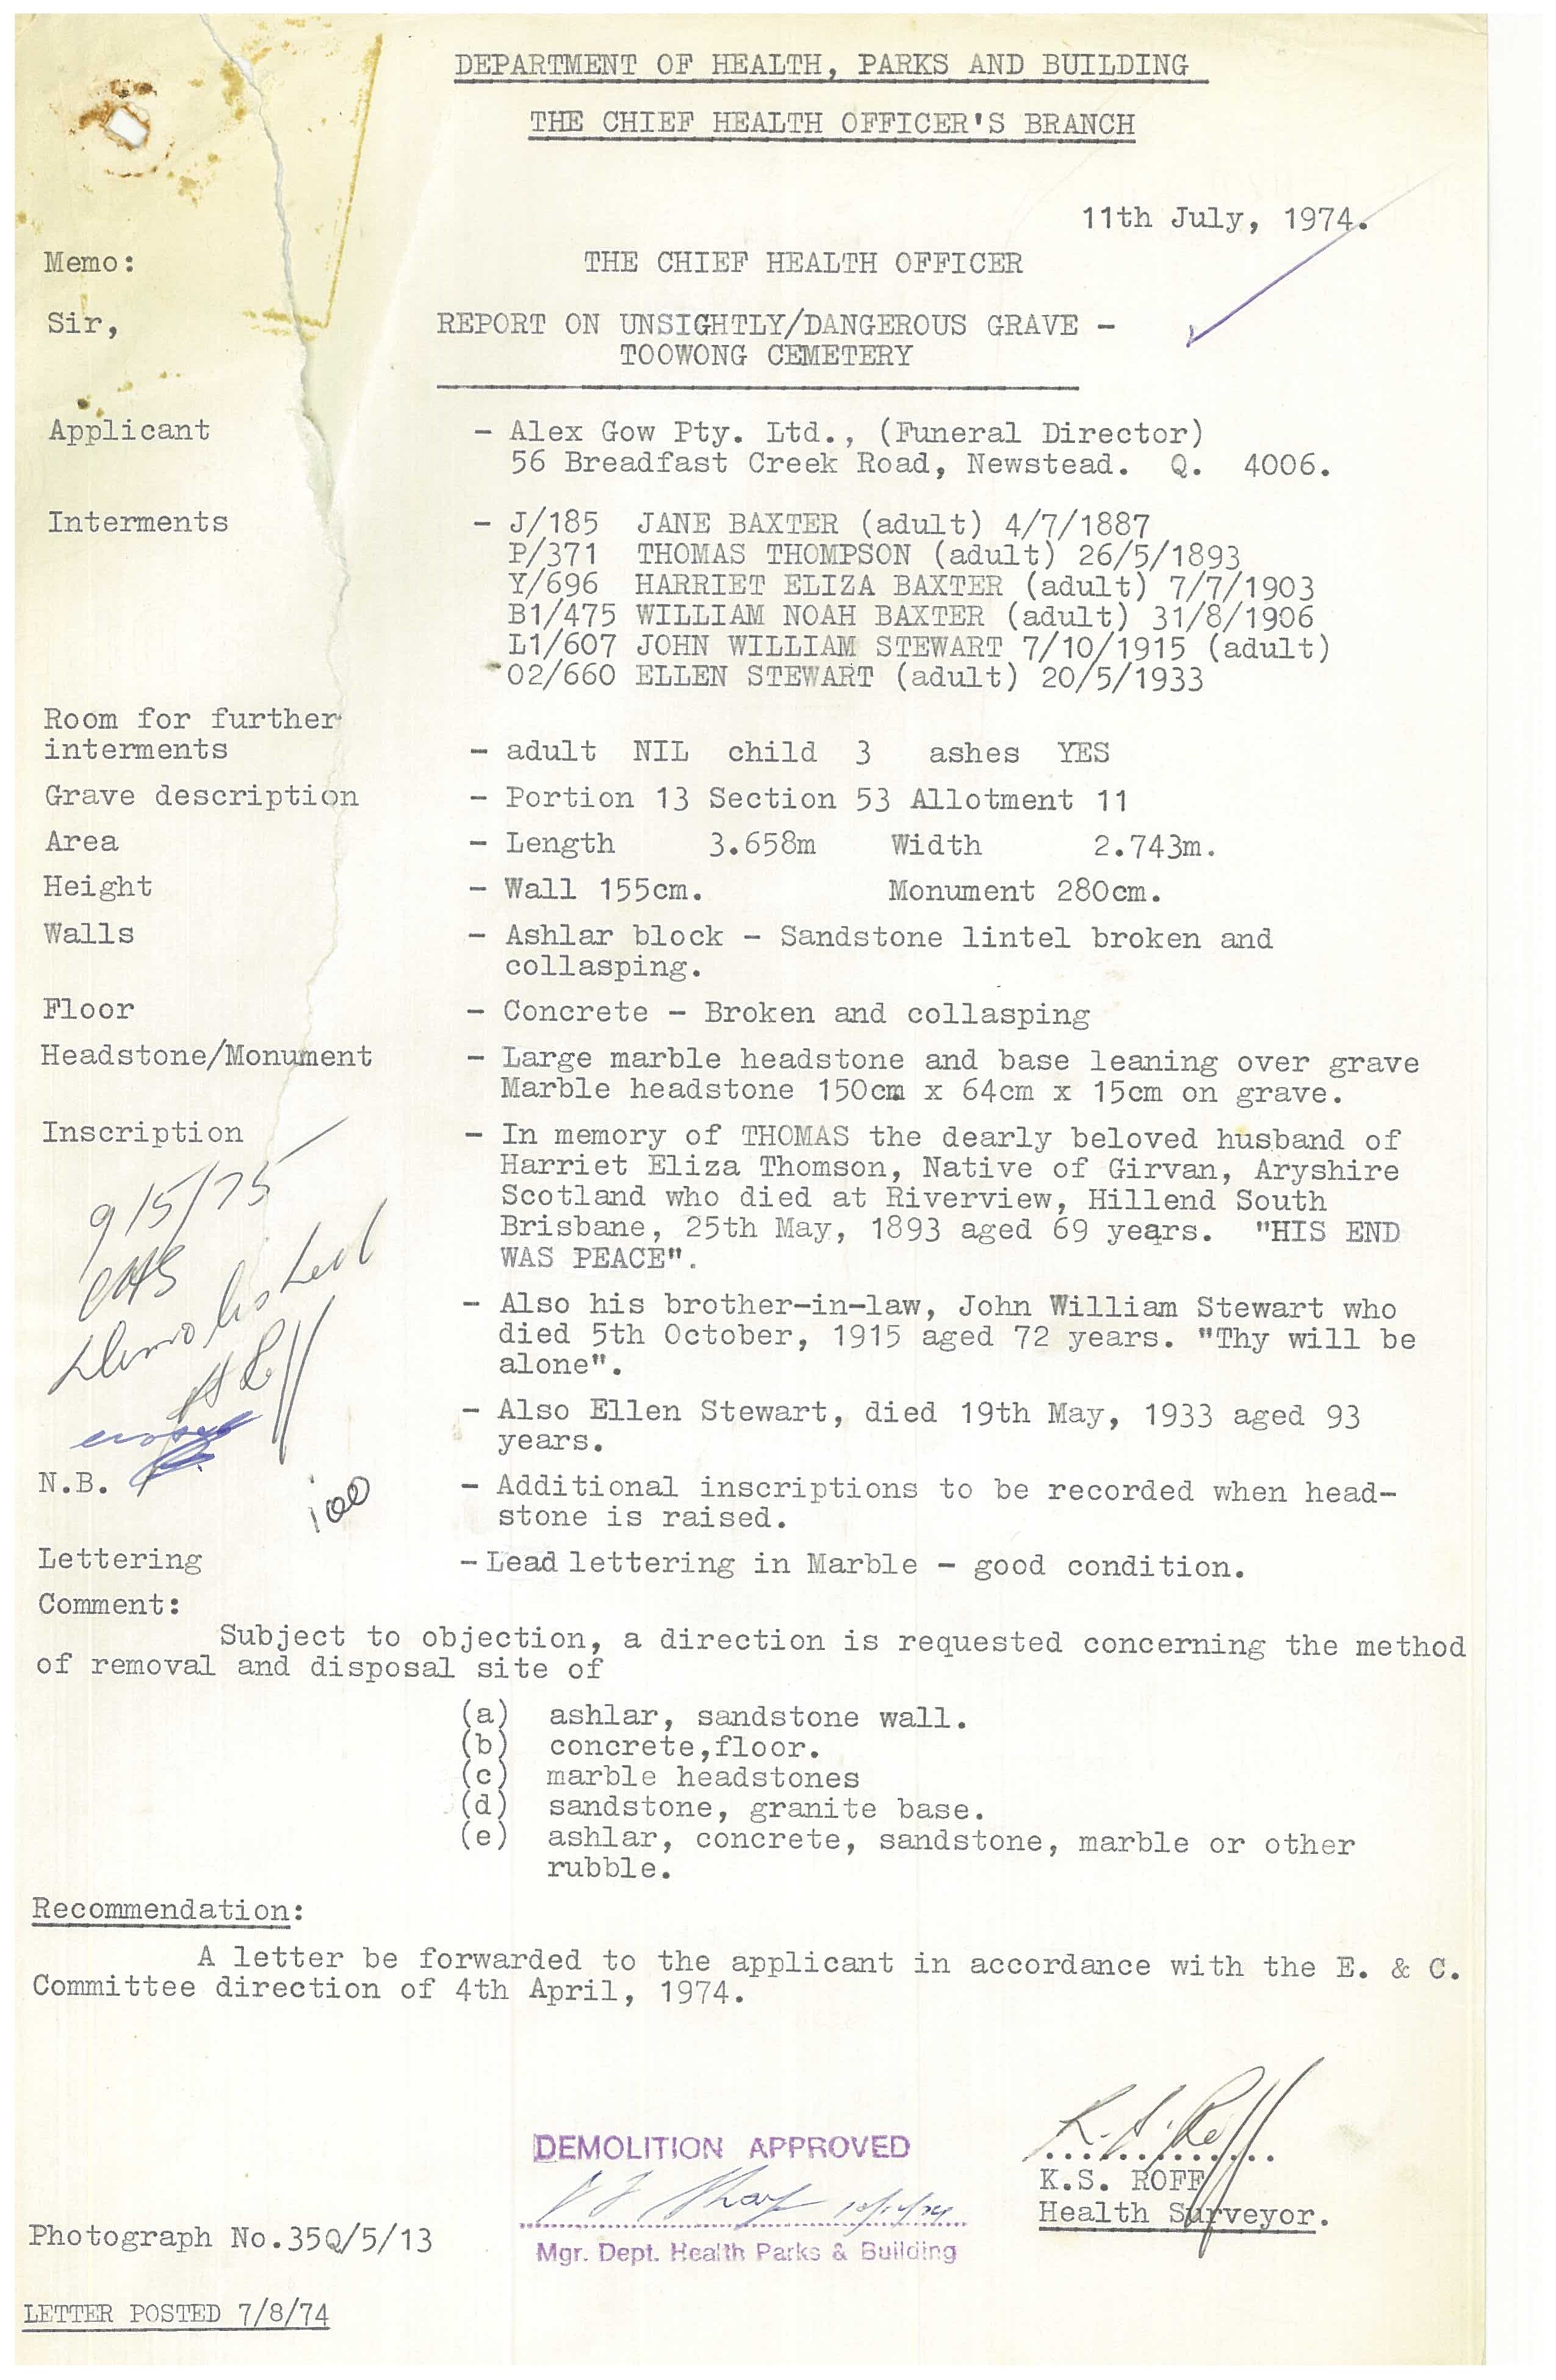 DEPARTMENT OF HEALTH, PARKS AND BUILDING
THE CHIEF HEALTH OFFICER'S BRANCH
11th July, 1974.
Memo: THE CHIEF HEALTH OFFICER
Sir, REPORT ON UNSIGHTLY/DANGEROUS GRAVE -
TOOWONG CEMETERY
Applicant - Alex Gow Pty. Ltd., (Funeral Director)
56 Breadfast Creek Road, Newstead. Q. 4006.
Interments - J/185 JANE BAXTER (adult) 4/7/1887
P/371 THOMAS THOMPSON (adult) 26/5/1893
Y/696 HARRIET ELIZA BAXTER (adult) 7/7/1903
B1/475 WILLIAM NOAH BAXTER (adult) 31/8/1906
L1/607 JOHN WILLIAM STEWART 7/10/1915 (adult)
02/660 ELLEN STEWART (adult) 20/5/1933
Room for further
interments - adult NIL child 3 ashes YES
Grave description - Portion 13 Section 53 Allotment 11
Area - Length 3.658m Width 2.743m.
Height - Wall 155cm. Monument 280cm.
Walls - Ashlar block - Sandstone lintel broken and
collasping.
Floor - Concrete - Broken and collasping
Headstone/Monument - Large marble headstone and base leaning over grave
Marble headstone 150cm x 64cm x 15cm on grave.
Inscription - In memory of THOMAS the dearly beloved husband of
Harriet Eliza Thomson, Native of Girvan, Aryshire
Scotland who died at Riverview, Hillend South
Brisbane, 25th May, 1893 aged 69 years. "HIS END
WAS PEACE".
- Also his brother-in-law, John William Stewart who
died 5th October, 1915 aged 72 years. "Thy will be
alone".
- Also Ellen Stewart, died 19th May, 1933 aged 93
years.
9/5/75
Demolished
N.B. - Additional inscriptions to be recorded when head-
stone is raised.
Lettering - Lead lettering in Marble - good condition.
Comment:
Subject to objection, a direction is requested concerning the method
of removal and disposal site of
(a) ashlar, sandstone wall.
(b) concrete,floor.
(c) marble headstones
(d) sandstone, granite base.
(e) ashlar, concrete, sandstone, marble or other
rubble.
Recommendation:
A letter be forwarded to the applicant in accordance with the E. & C.
Committee direction of 4th April, 1974.
DEMOLITION APPROVED
K.S. ROFF
Health Surveyor.
Mgr. Dept. Health Parks & Building
Photograph No.35Q/5/13
LETTER POSTED 7/8/74